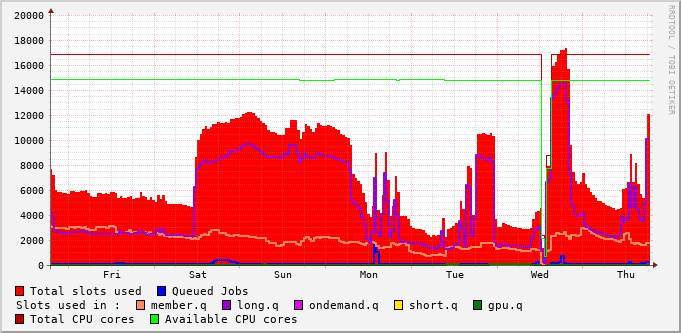 20000
18000
16000
14000
12000
10000
8000
6000
4000
2000
0
Fri Sat Sun Mon Tue Wed Thu
RRDTOOL / TOBI OETIKER
Total slots used Queued Jobs
Slots used in : member.q long.q ondemand.q short.q gpu.q
Total CPU cores Available CPU cores